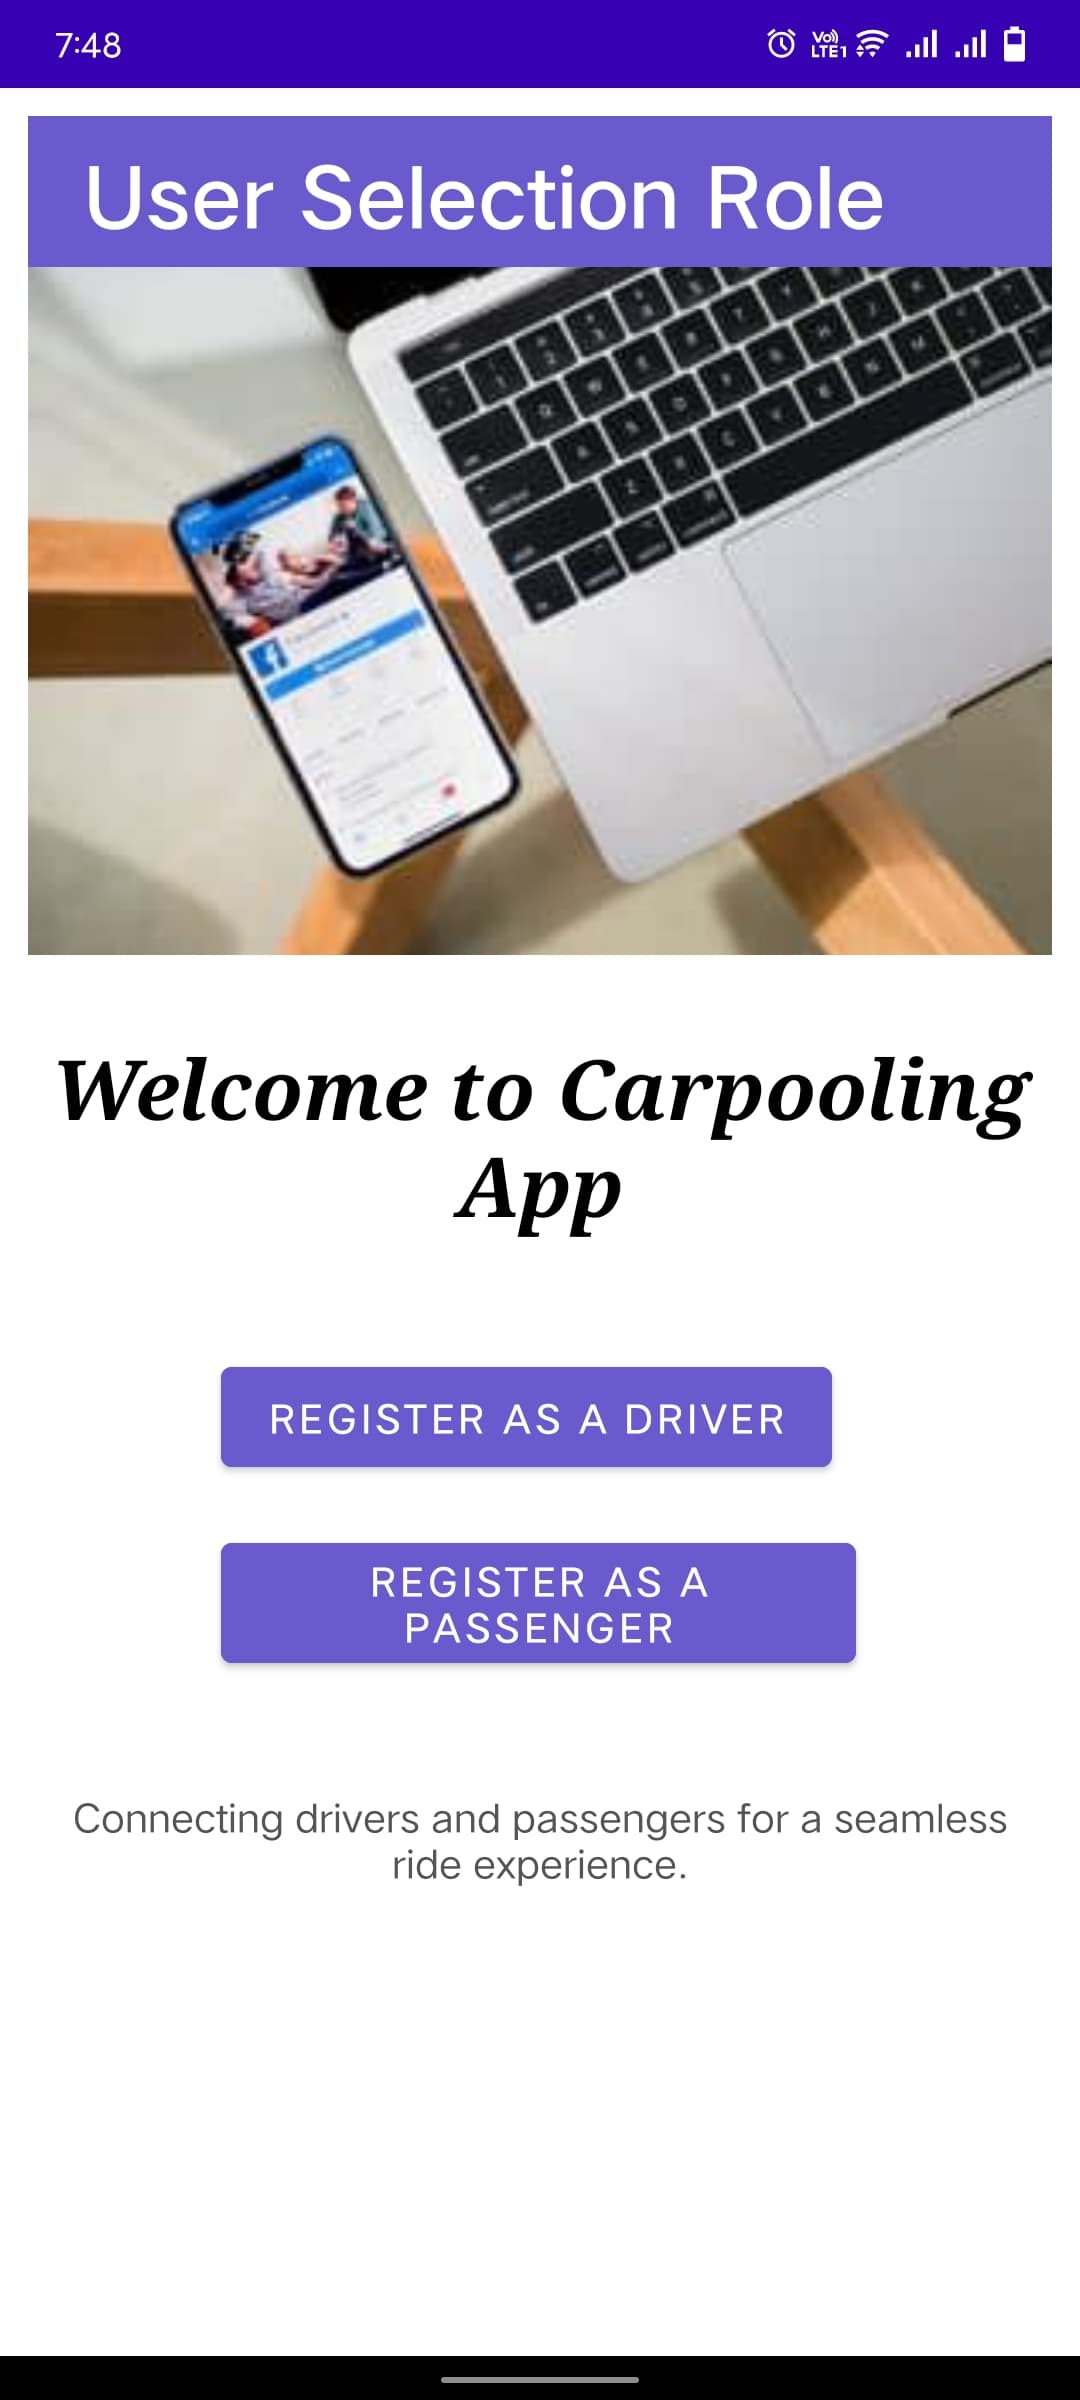 7:48
Vo)) LTE1
User Selection Role
Welcome to Carpooling
App
REGISTER AS A DRIVER
REGISTER AS A
PASSENGER
Connecting drivers and passengers for a seamless
ride experience.